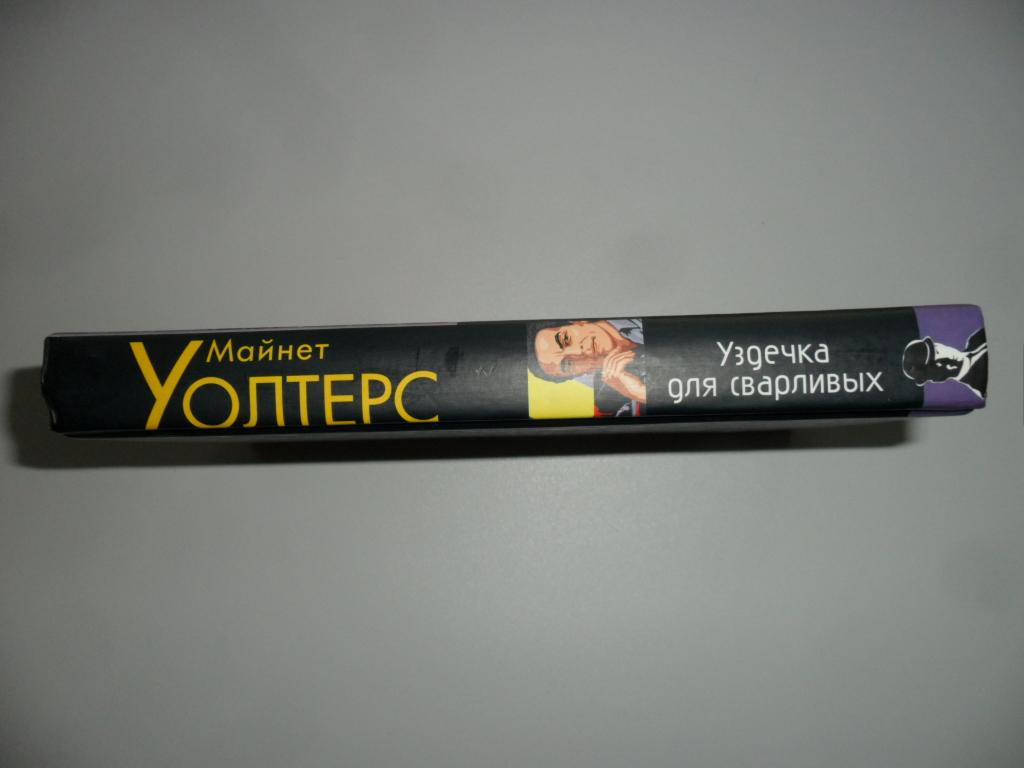 Майнет
Уолтерс
Уздечка
для сварливых